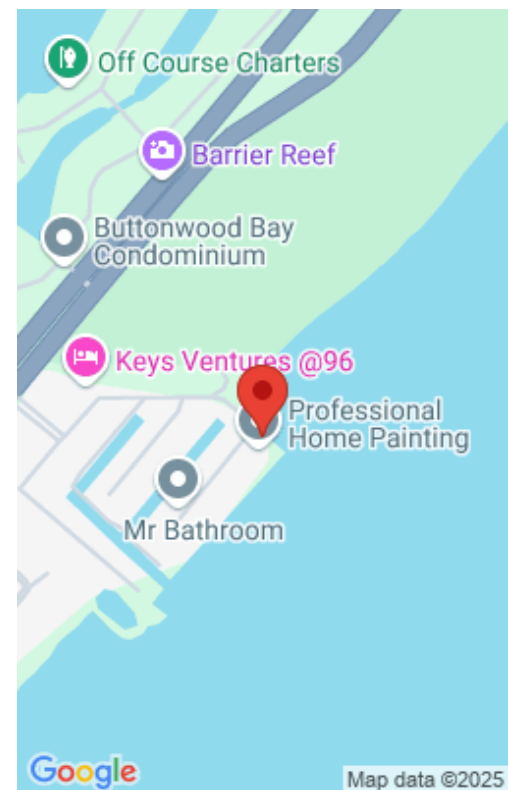 Off Course Charters
Barrier Reef
Buttonwood Bay
Condominium
Keys Ventures @96
Professional
Home Painting
Mr Bathroom
Google
Map data ©2025